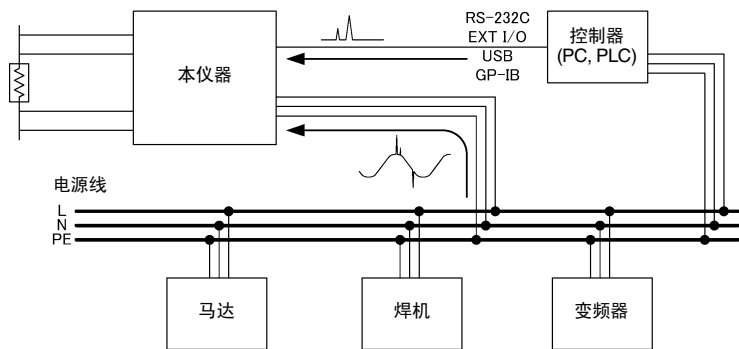 RS-232C
EXT I/O
USB
GP-IB
本仪器
控制器
(PC, PLC)
电源线
L
N
PE
马达
焊机
变频器